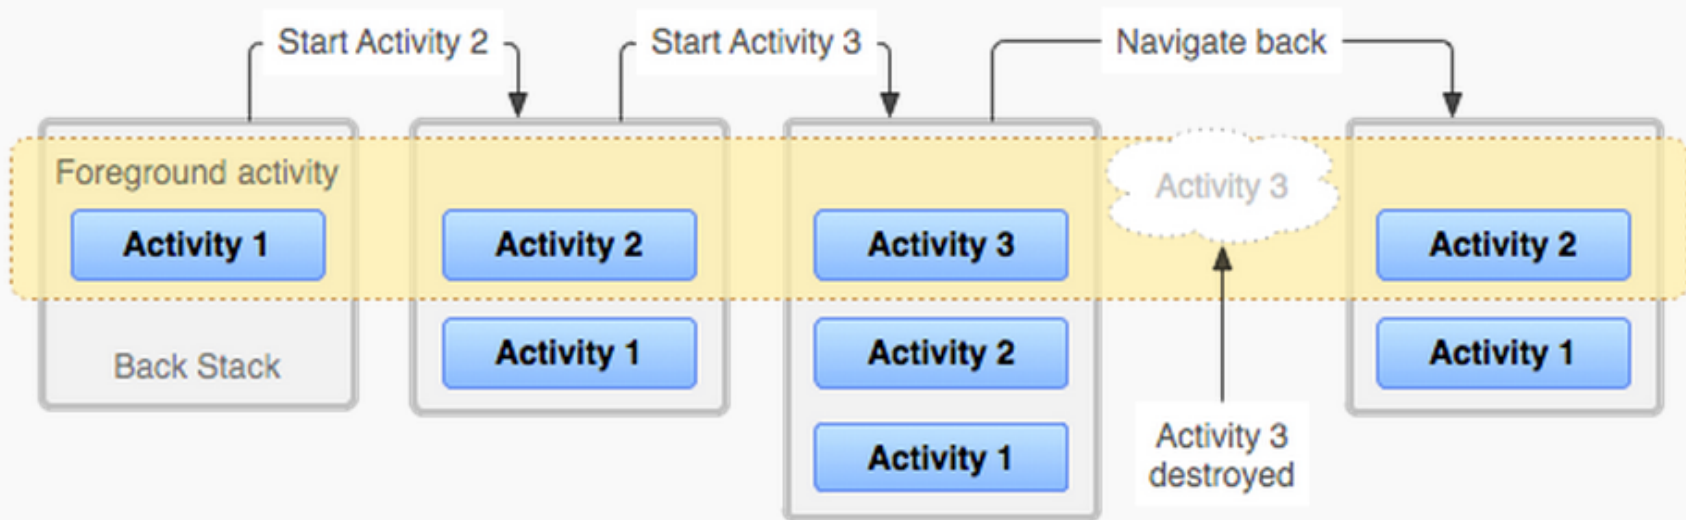 Start Activity 2
Start Activity 3
Navigate back
Foreground activity
Activity 1
Back Stack
Activity 2
Activity 1
Activity 3
Activity 2
Activity 1
Activity 3
Activity 3
destroyed
Activity 2
Activity 1